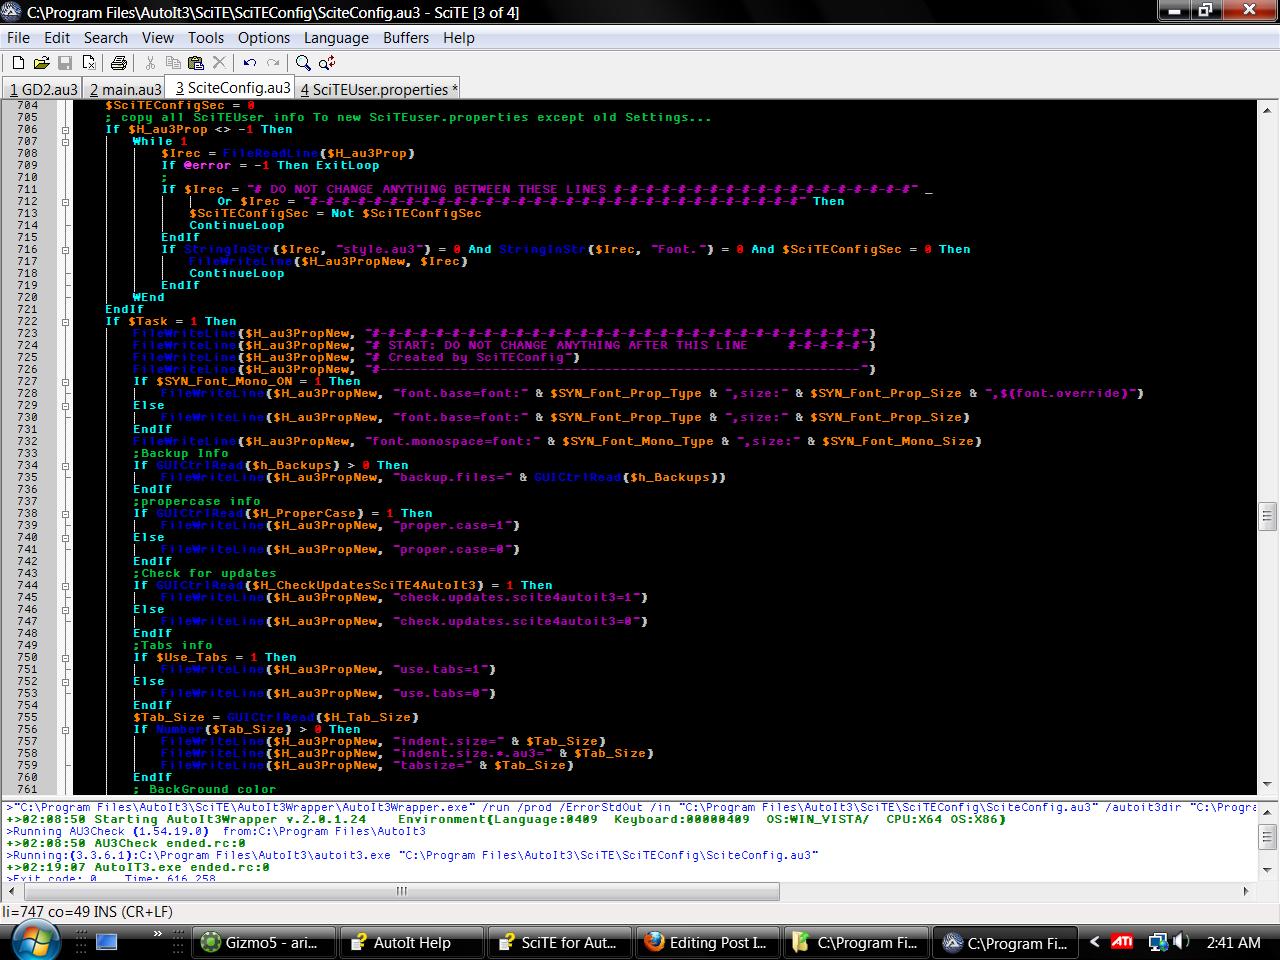 C:\Program Files\AutoIt3\SciTE\SciTEConfig\SciteConfig.au3 - SciTE [3 of 4]
File Edit Search View Tools Options Language Buffers Help
1 GD2.au3 2 main.au3 3 SciteConfig.au3 4 SciTEUser.properties *
704 $SciTEConfigSec = 0
705 ; copy all SciTEUser info To new SciTEuser.properties except old Settings...
706 If $H_au3Prop <> -1 Then
707 While 1
708 $Irec = FileReadLine($H_au3Prop)
709 If @error = -1 Then ExitLoop
710 ;
711 If $Irec = "# DO NOT CHANGE ANYTHING BETWEEN THESE LINES #-#-#-#-#-#-#-#-#-#-#-#-#-#-#-#-#-#-#" _
712 Or $Irec = "#-#-#-#-#-#-#-#-#-#-#-#-#-#-#-#-#-#-#-#-#-#-#-#-#-#-#-#-#-#-#" Then
713 $SciTEConfigSec = Not $SciTEConfigSec
714 ContinueLoop
715 EndIf
716 If StringInStr($Irec, "style.au3") = 0 And StringInStr($Irec, "Font.") = 0 And $SciTEConfigSec = 0 Then
717 FileWriteLine($H_au3PropNew, $Irec)
718 ContinueLoop
719 EndIf
720 WEnd
721 EndIf
722 If $Task = 1 Then
723 FileWriteLine($H_au3PropNew, "#-#-#-#-#-#-#-#-#-#-#-#-#-#-#-#-#-#-#-#-#-#-#-#-#-#-#-#-#-#-#")
724 FileWriteLine($H_au3PropNew, "# START: DO NOT CHANGE ANYTHING AFTER THIS LINE     #-#-#-#-#")
725 FileWriteLine($H_au3PropNew, "# Created by SciTEConfig")
726 FileWriteLine($H_au3PropNew, "#------------------------------------------------------------")
727 If $SYN_Font_Mono_ON = 1 Then
728 FileWriteLine($H_au3PropNew, "font.base=font:" & $SYN_Font_Prop_Type & ",size:" & $SYN_Font_Prop_Size & ",$(font.override)")
729 Else
730 FileWriteLine($H_au3PropNew, "font.base=font:" & $SYN_Font_Prop_Type & ",size:" & $SYN_Font_Prop_Size)
731 EndIf
732 FileWriteLine($H_au3PropNew, "font.monospace=font:" & $SYN_Font_Mono_Type & ",size:" & $SYN_Font_Mono_Size)
733 ;Backup Info
734 If GUICtrlRead($h_Backups) > 0 Then
735 FileWriteLine($H_au3PropNew, "backup.files=" & GUICtrlRead($h_Backups))
736 EndIf
737 ;propercase info
738 If GUICtrlRead($H_ProperCase) = 1 Then
739 FileWriteLine($H_au3PropNew, "proper.case=1")
740 Else
741 FileWriteLine($H_au3PropNew, "proper.case=0")
742 EndIf
743 ;Check for updates
744 If GUICtrlRead($H_CheckUpdatesSciTE4AutoIt3) = 1 Then
745 FileWriteLine($H_au3PropNew, "check.updates.scite4autoit3=1")
746 Else
747 FileWriteLine($H_au3PropNew, "check.updates.scite4autoit3=0")
748 EndIf
749 ;Tabs info
750 If $Use_Tabs = 1 Then
751 FileWriteLine($H_au3PropNew, "use.tabs=1")
752 Else
753 FileWriteLine($H_au3PropNew, "use.tabs=0")
754 EndIf
755 $Tab_Size = GUICtrlRead($H_Tab_Size)
756 If Number($Tab_Size) > 0 Then
757 FileWriteLine($H_au3PropNew, "indent.size=" & $Tab_Size)
758 FileWriteLine($H_au3PropNew, "indent.size.*.au3=" & $Tab_Size)
759 FileWriteLine($H_au3PropNew, "tabsize=" & $Tab_Size)
760 EndIf
761 ; BackGround color
>"C:\Program Files\AutoIt3\SciTE\AutoIt3Wrapper\AutoIt3Wrapper.exe" /run /prod /ErrorStdOut /in "C:\Program Files\AutoIt3\SciTE\SciTEConfig\SciteConfig.au3" /autoit3dir "C:\Progra
+>02:08:50 Starting AutoIt3Wrapper v.2.0.1.24    Environment(Language:0409  Keyboard:00000409  OS:WIN_VISTA/  CPU:X64 OS:X86)
>Running AU3Check (1.54.19.0)  from:C:\Program Files\AutoIt3
+>02:08:50 AU3Check ended.rc:0
>Running:(3.3.6.1):C:\Program Files\AutoIt3\autoit3.exe "C:\Program Files\AutoIt3\SciTE\SciTEConfig\SciteConfig.au3"
+>02:19:07 AutoIT3.exe ended.rc:0
>Exit code: 0    Time: 616.258
li=747 co=49 INS (CR+LF)
Gizmo5 - ari... AutoIt Help SciTE for Aut... Editing Post I... C:\Program Fi... C:\Program Fi... ATI 2:41 AM